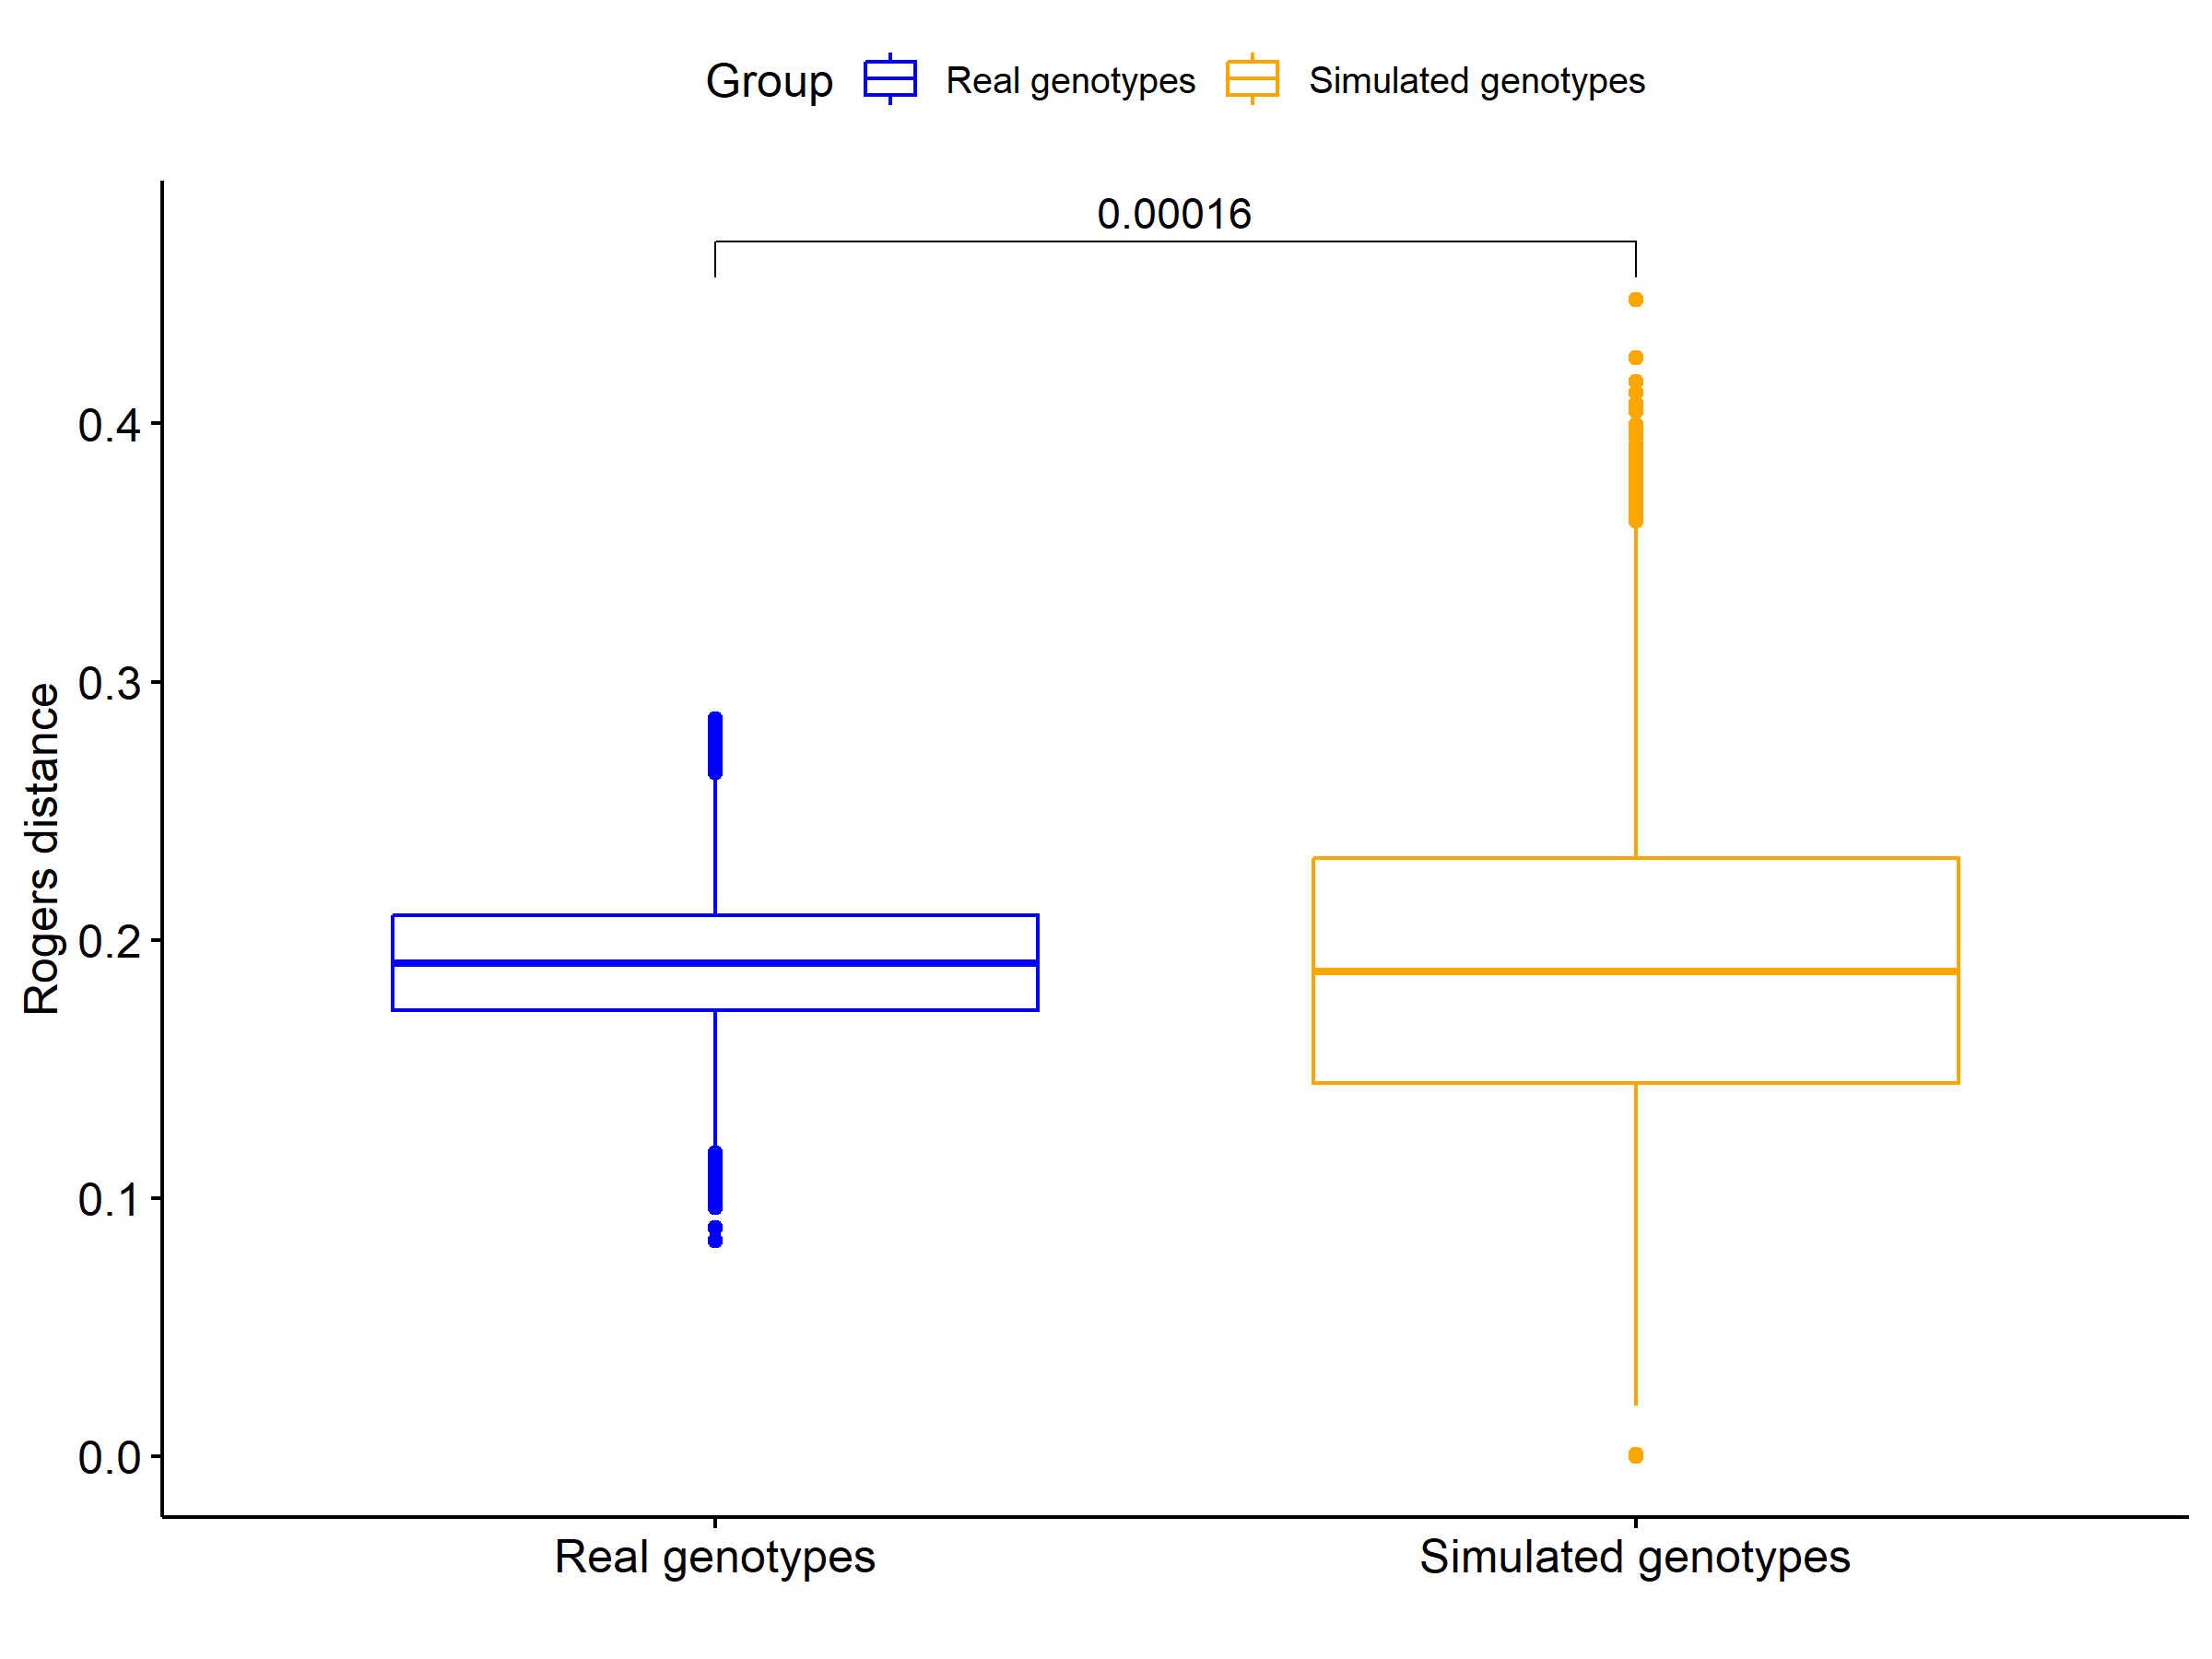 Group Real genotypes Simulated genotypes
0.00016
Rogers distance
0.4
0.3
0.2
0.1
0.0
Real genotypes Simulated genotypes